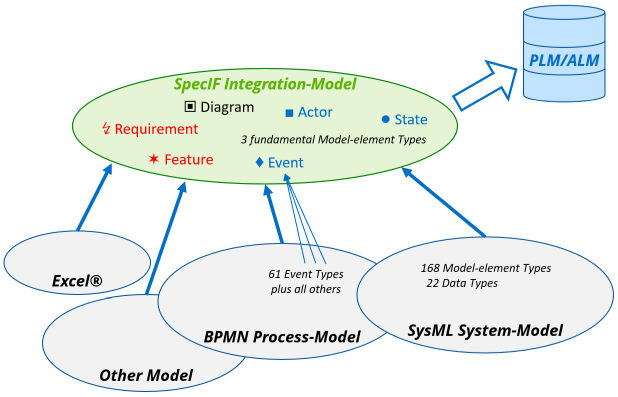 PLM/ALM
SpecIF Integration-Model
Diagram
Actor
State
Requirement
3 fundamental Model-element Types
Feature
Event
Excel®
61 Event Types
plus all others
BPMN Process-Model
168 Model-element Types
22 Data Types
SysML System-Model
Other Model